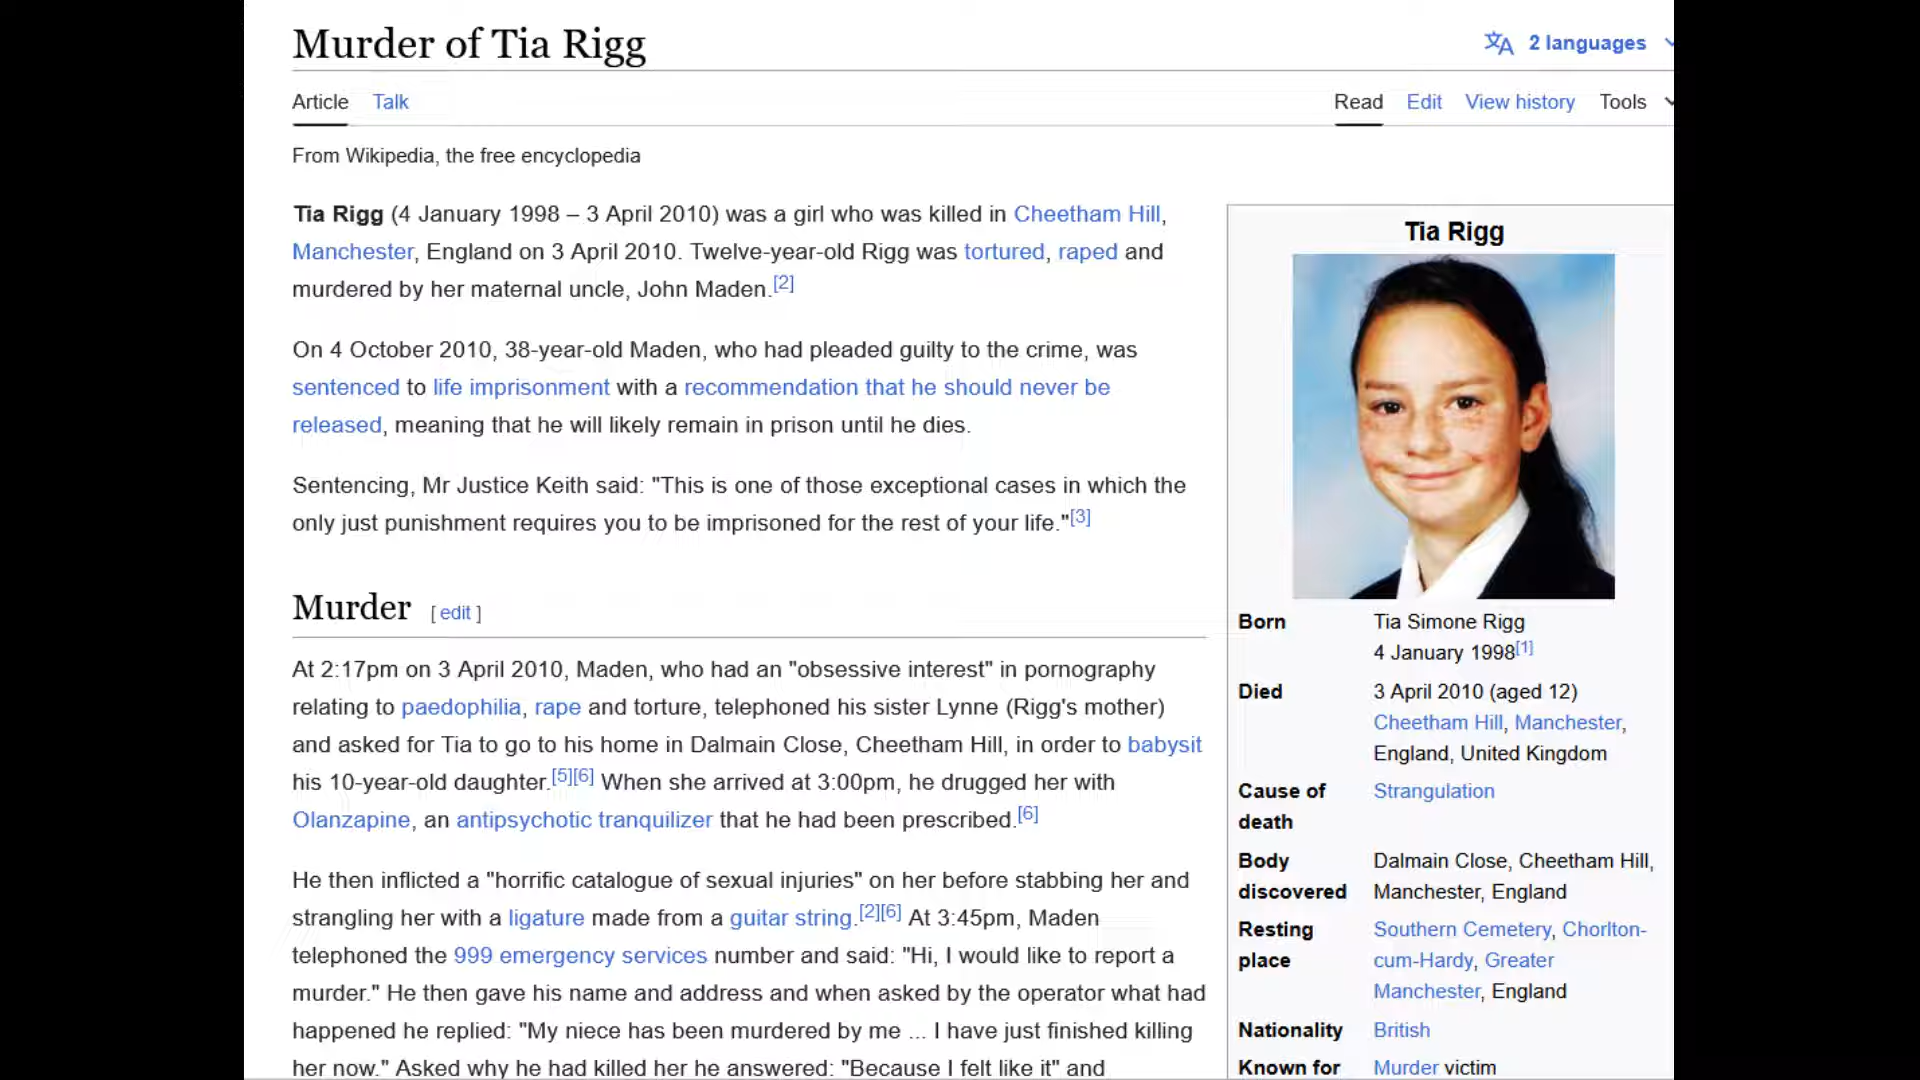 Murder of Tia Rigg
2 languages
Article Talk
Read Edit View history Tools
From Wikipedia, the free encyclopedia
Tia Rigg (4 January 1998 – 3 April 2010) was a girl who was killed in Cheetham Hill,
Manchester, England on 3 April 2010. Twelve-year-old Rigg was tortured, raped and
murdered by her maternal uncle, John Maden.[2]
On 4 October 2010, 38-year-old Maden, who had pleaded guilty to the crime, was
sentenced to life imprisonment with a recommendation that he should never be
released, meaning that he will likely remain in prison until he dies.
Sentencing, Mr Justice Keith said: "This is one of those exceptional cases in which the
only just punishment requires you to be imprisoned for the rest of your life."[3]
Murder [ edit ]
At 2:17pm on 3 April 2010, Maden, who had an "obsessive interest" in pornography
relating to paedophilia, rape and torture, telephoned his sister Lynne (Rigg's mother)
and asked for Tia to go to his home in Dalmain Close, Cheetham Hill, in order to babysit
his 10-year-old daughter.[5][6] When she arrived at 3:00pm, he drugged her with
Olanzapine, an antipsychotic tranquilizer that he had been prescribed.[6]
He then inflicted a "horrific catalogue of sexual injuries" on her before stabbing her and
strangling her with a ligature made from a guitar string.[2][6] At 3:45pm, Maden
telephoned the 999 emergency services number and said: "Hi, I would like to report a
murder." He then gave his name and address and when asked by the operator what had
happened he replied: "My niece has been murdered by me ... I have just finished killing
her now." Asked why he had killed her he answered: "Because I felt like it" and
Tia Rigg
Born Tia Simone Rigg
4 January 1998[1]
Died 3 April 2010 (aged 12)
Cheetham Hill, Manchester,
England, United Kingdom
Cause of Strangulation
death
Body Dalmain Close, Cheetham Hill,
discovered Manchester, England
Resting Southern Cemetery, Chorlton-
place cum-Hardy, Greater
Manchester, England
Nationality British
Known for Murder victim